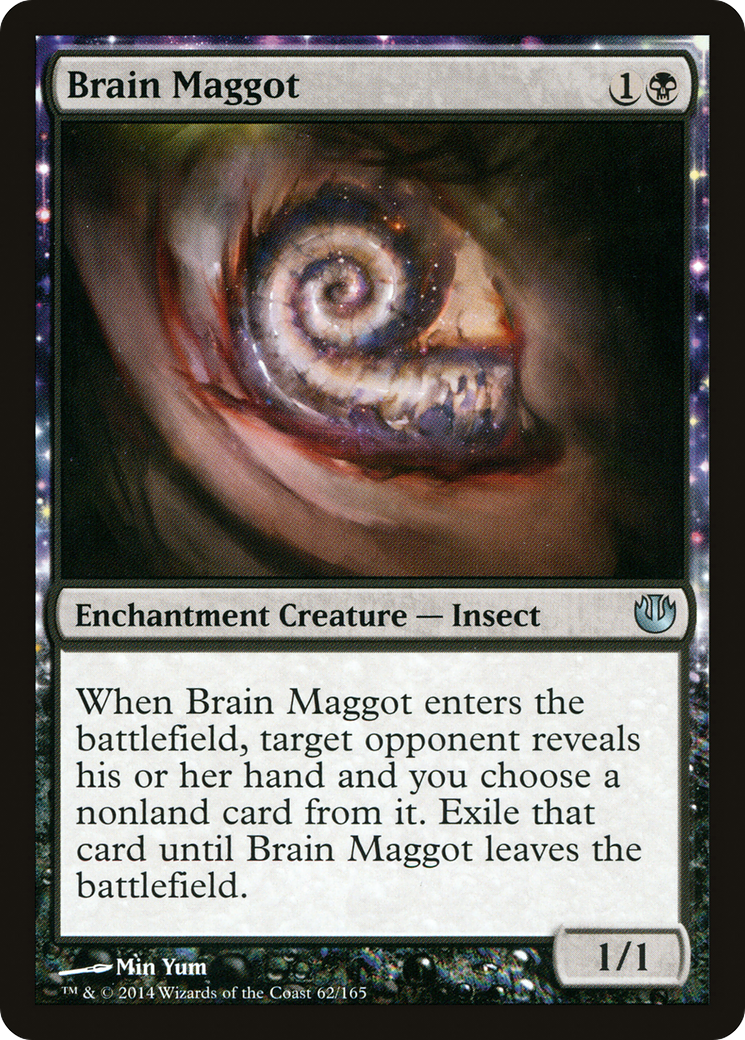 Brain Maggot 1
Enchantment Creature — Insect
When Brain Maggot enters the
battlefield, target opponent reveals
his or her hand and you choose a
nonland card from it. Exile that
card until Brain Maggot leaves the
battlefield.
1/1
Min Yum
™ & © 2014 Wizards of the Coast 62/165